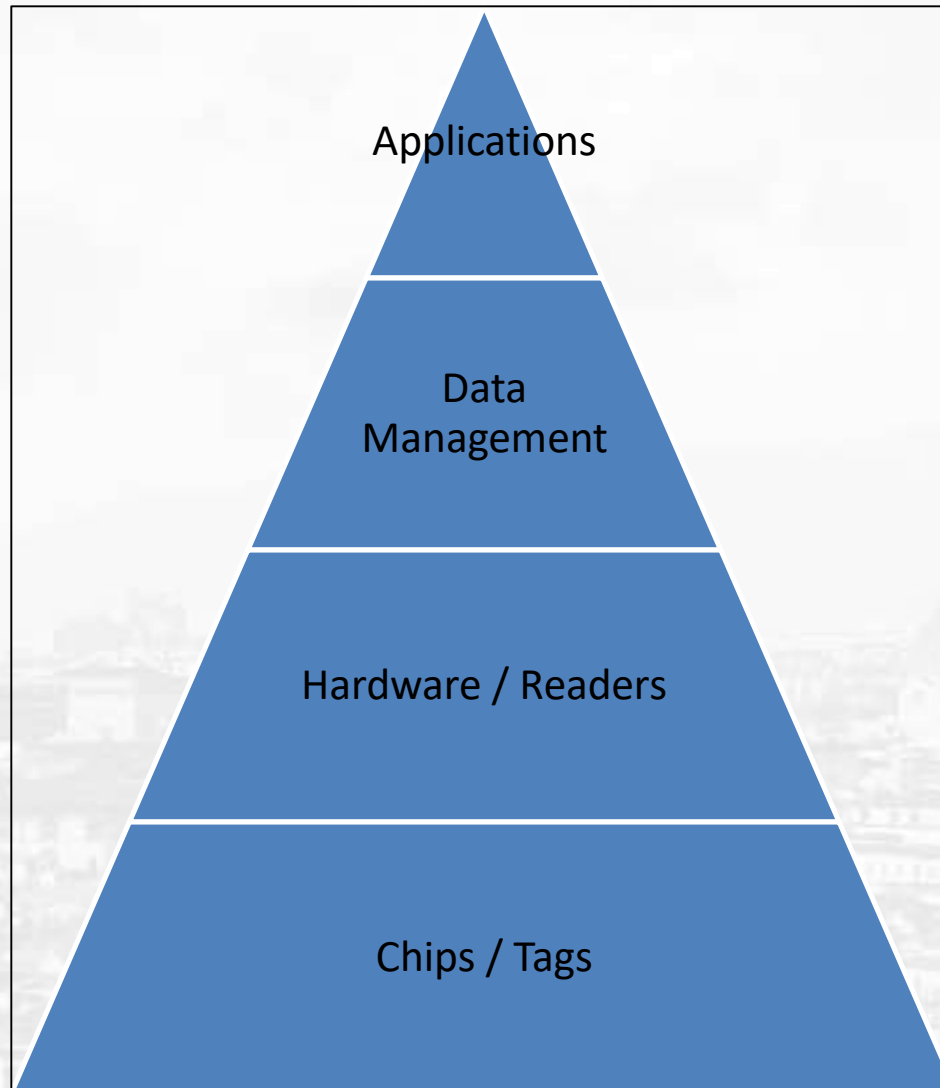 Applications
Data
Management
Hardware / Readers
Chips / Tags